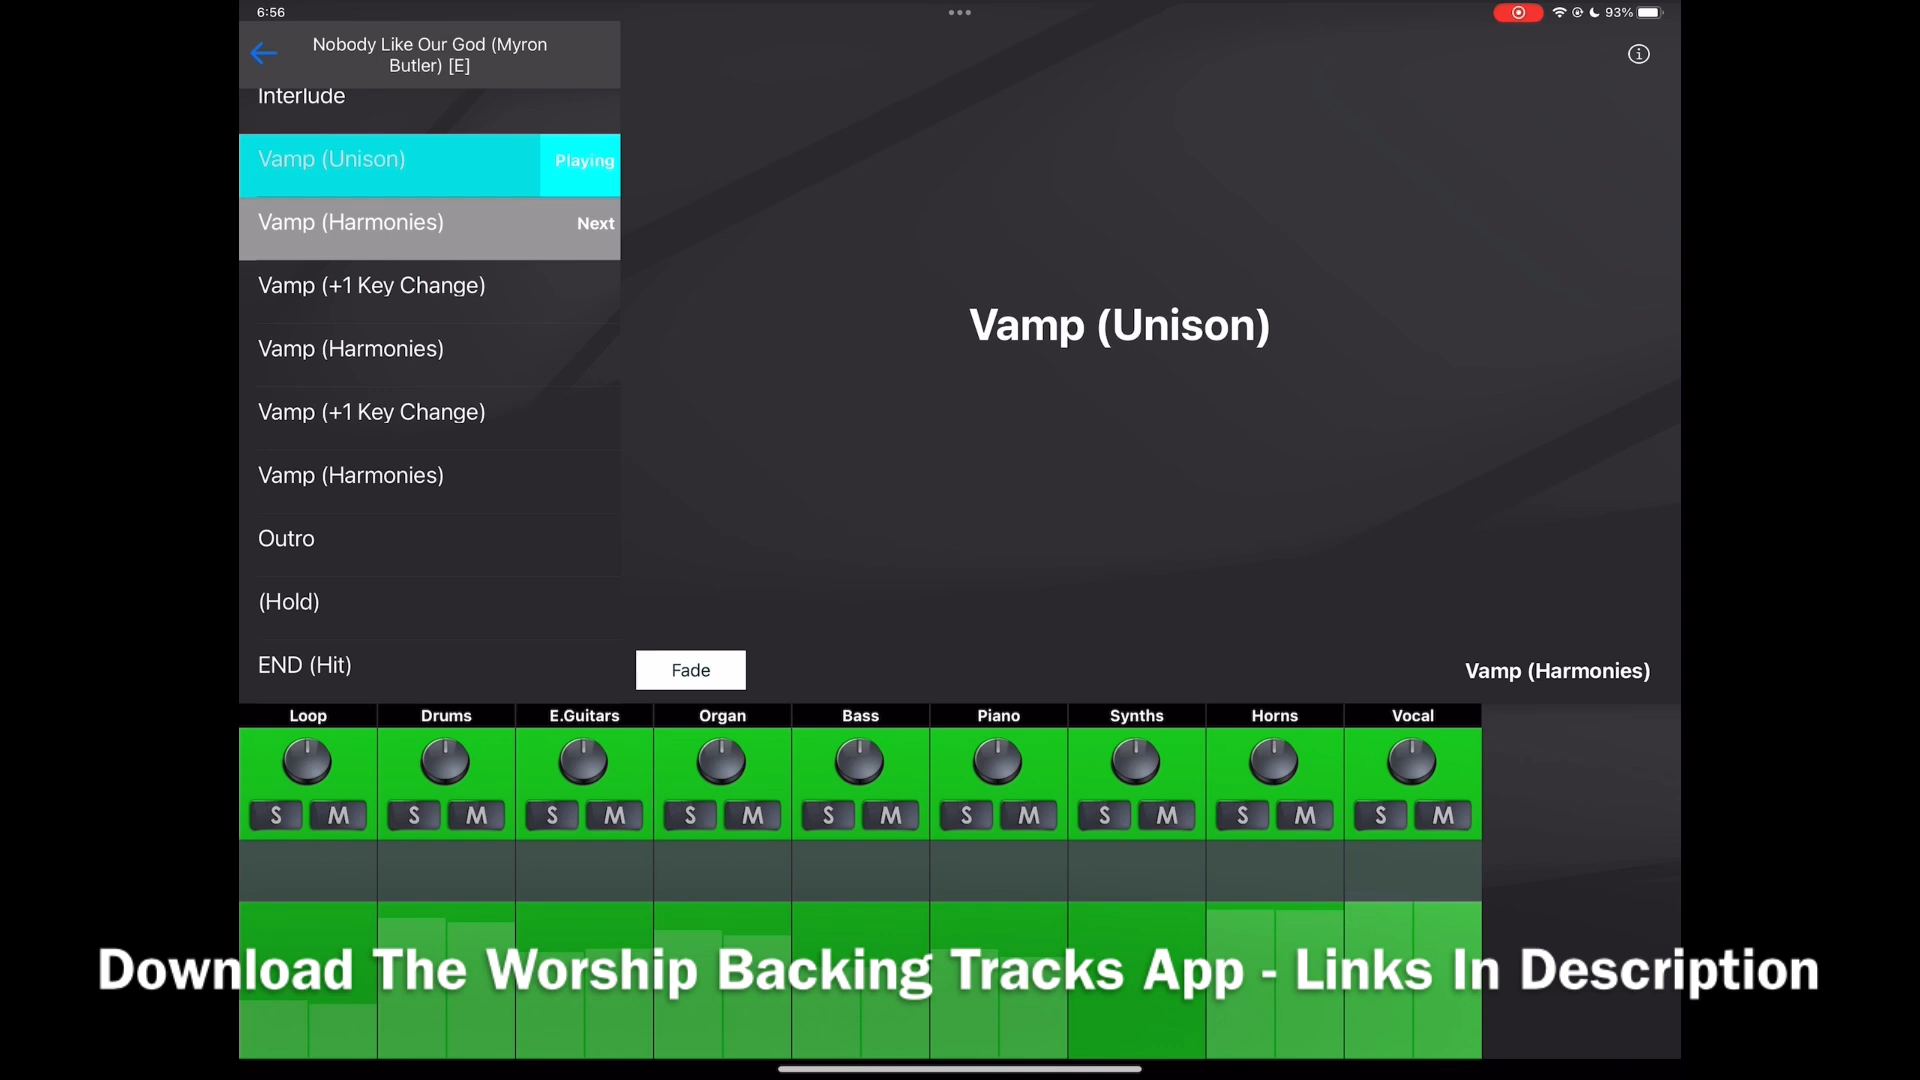 6:56
93%
Nobody Like Our God (Myron
Butler) [E]
Interlude
Vamp (Unison)
Playing
Vamp (Harmonies)
Next
Vamp (+1 Key Change)
Vamp (Harmonies)
Vamp (+1 Key Change)
Vamp (Harmonies)
Outro
(Hold)
END (Hit)
Vamp (Unison)
Fade
Vamp (Harmonies)
Loop Drums E.Guitars Organ Bass Piano Synths Horns Vocal
S M S M S M S M S M S M S M S M S M
Download The Worship Backing Tracks App - Links In Description